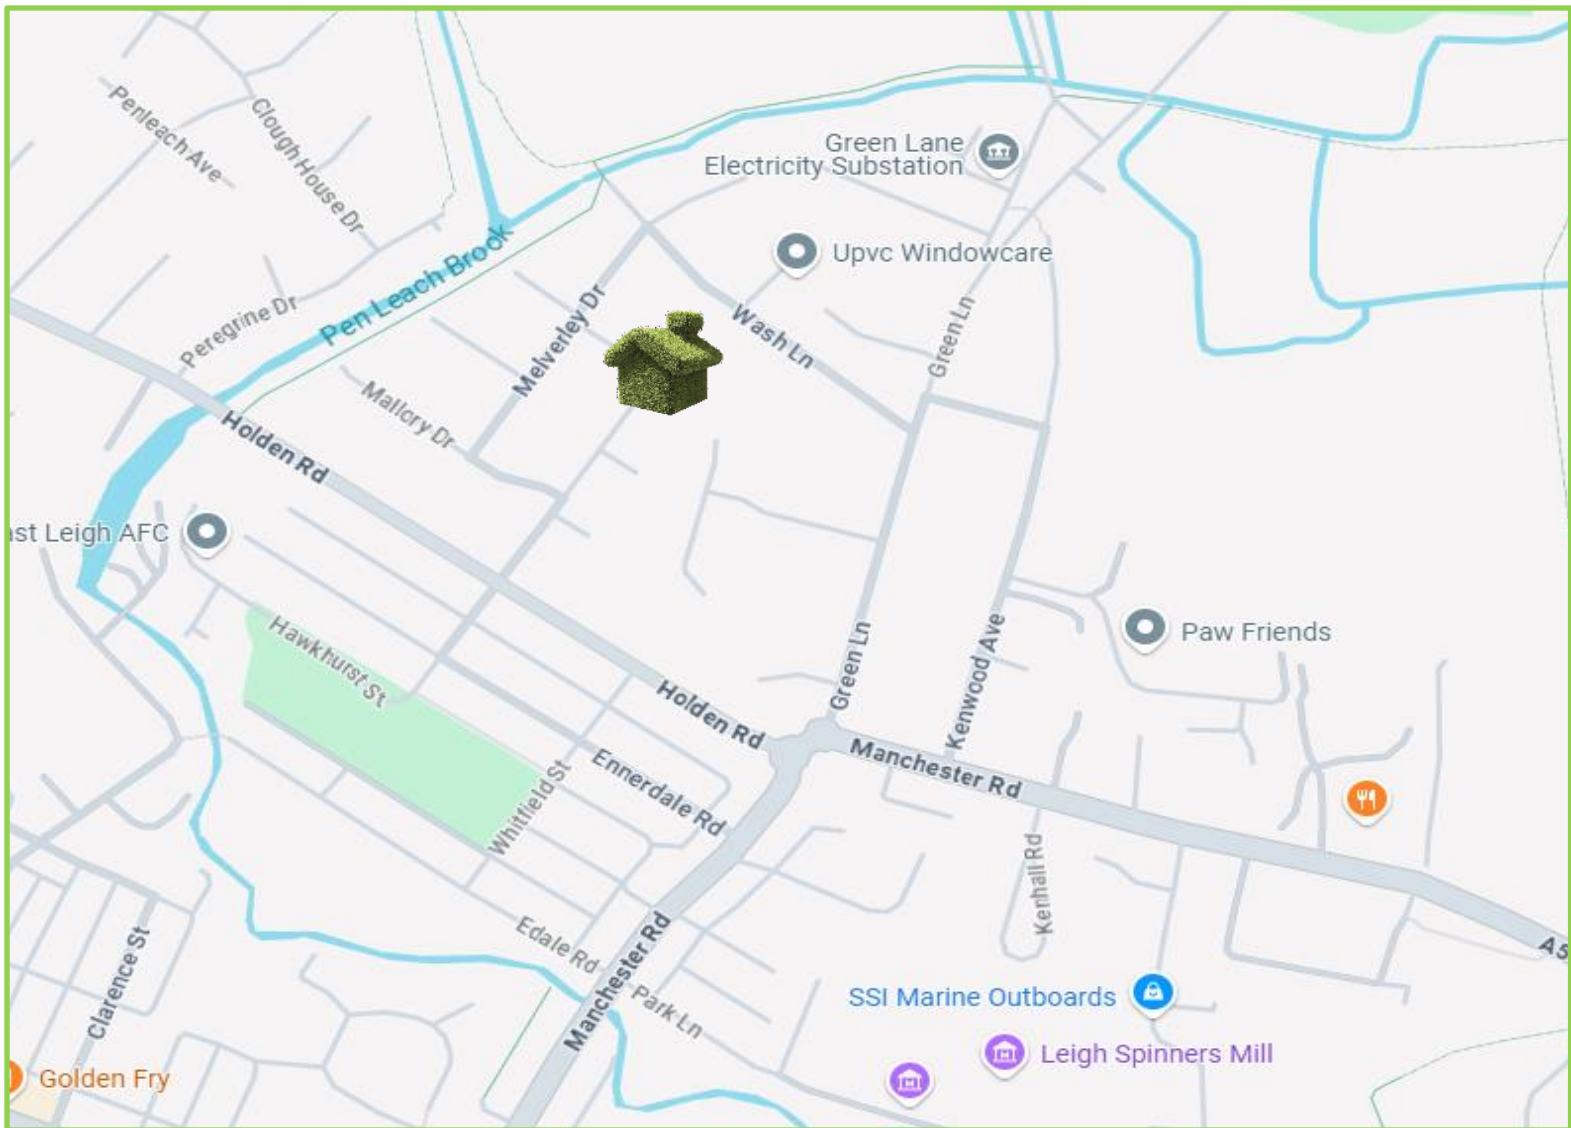 Penleach Ave
Clough House Dr
Green Lane
Electricity Substation
Pen Leach Brook
Upvc Windowcare
Peregrine Dr
Melverley Dr
Wash Ln
Green Ln
Mallory Dr
Holden Rd
ast Leigh AFC
Hawkhurst St
Green Ln
Kenwood Ave
Paw Friends
Holden Rd
Manchester Rd
Ennerdale Rd
Whitfield St
Kenhall Rd
Edale Rd
Manchester Rd
A5
Clarence St
Park Ln
SSI Marine Outboards
Leigh Spinners Mill
Golden Fry